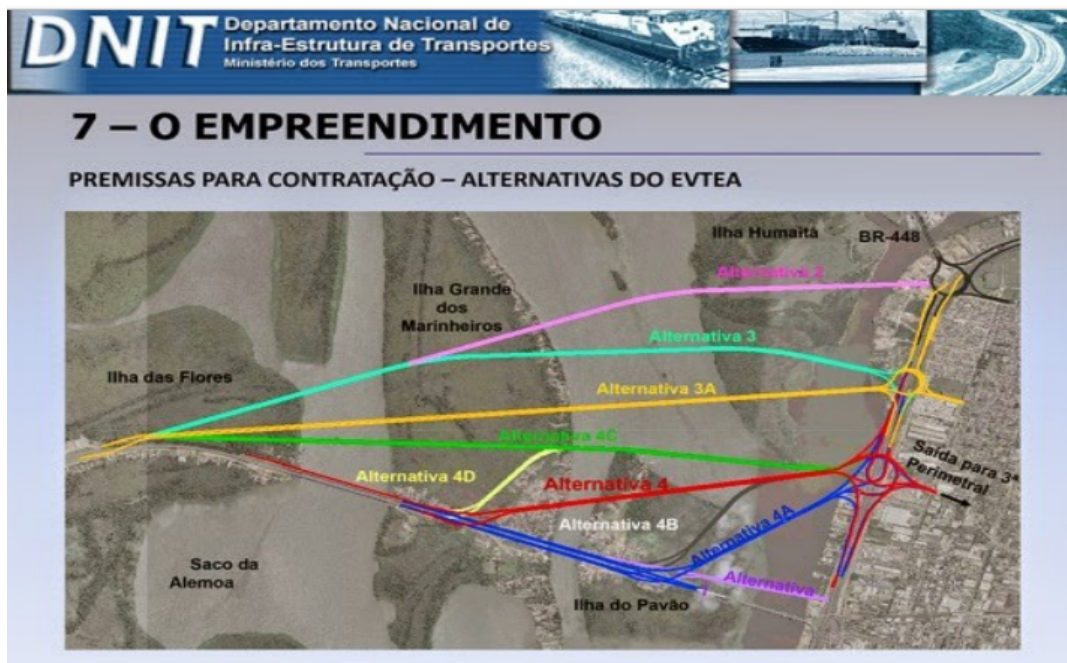 DNIT
Departamento Nacional de
Infra-Estrutura de Transportes
Ministério dos Transportes
7 – O EMPREENDIMENTO
PREMISSAS PARA CONTRATAÇÃO – ALTERNATIVAS DO EVTEA
Ilha Humaitá
BR-448
Alternativa 2
Ilha Grande
dos
Marinheiros
Alternativa 3
Ilha das Flores
Alternativa 3A
Alternativa 4C
Saída para 3ª
Perimetral
Alternativa 4D
Alternativa 4
Alternativa 4B
Alternativa 4A
Saco da
Alemoa
Alternativa
Ilha do Pavão